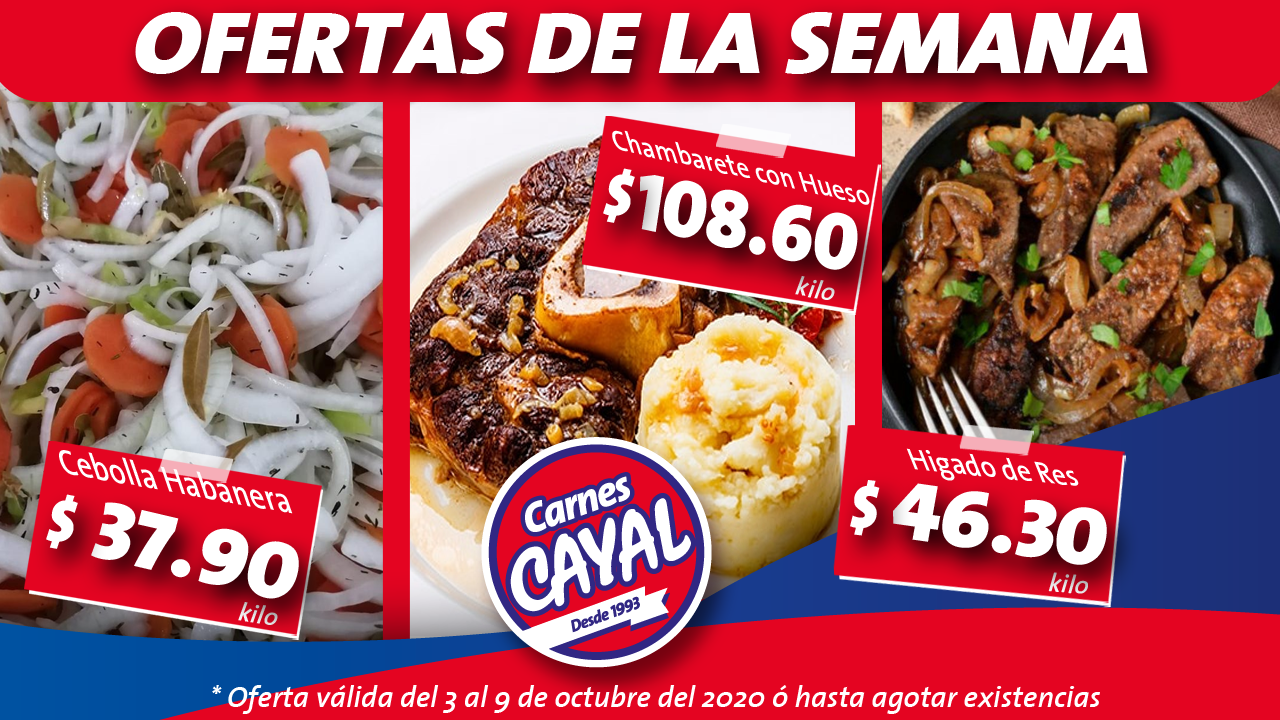 OFERTAS DE LA SEMANA
Cebolla Habanera
$ 37.90
kilo
Chambarete con Hueso
$108.60
kilo
Higado de Res
$ 46.30
kilo
Carnes
CAYAL
Desde 1993
* Oferta válida del 3 al 9 de octubre del 2020 ó hasta agotar existencias